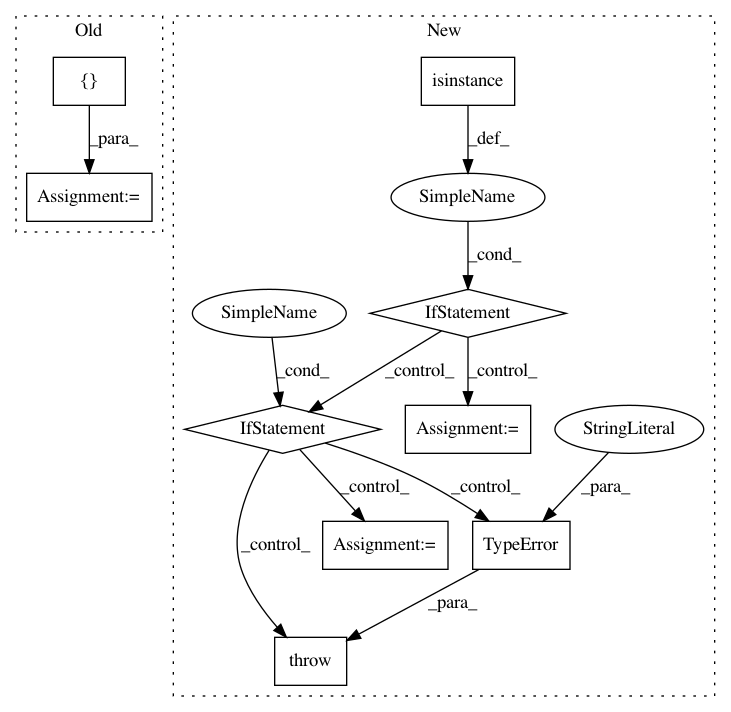 Old
New
{}
isinstance
_para_
_def_
Assignment:=
SimpleName
_cond_
SimpleName
IfStatement
_cond_
_control_
_control_
IfStatement
Assignment:=
StringLiteral
_control_
_control_
_control_
_para_
Assignment:=
TypeError
_para_
throw